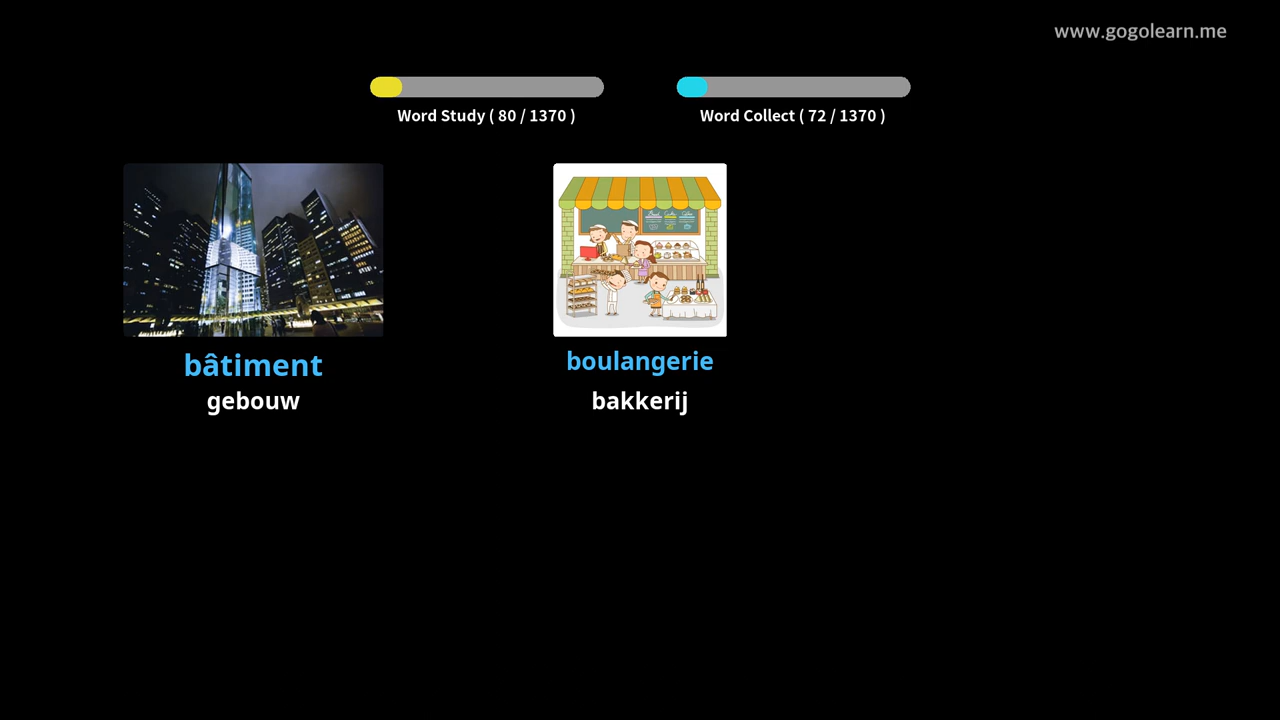 www.gogolearn.me
Word Study ( 80 / 1370 )
Word Collect ( 72 / 1370 )
bâtiment
gebouw
boulangerie
bakkerij